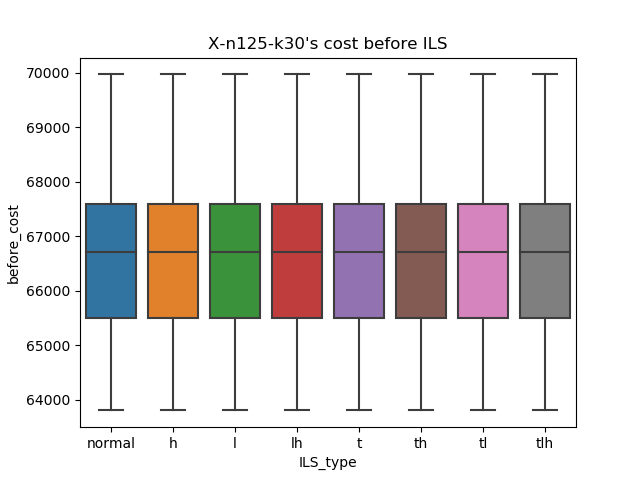 X-n125-k30's cost before ILS
before_cost
70000
69000
68000
67000
66000
65000
64000
normal h l lh t th tl tlh
ILS_type